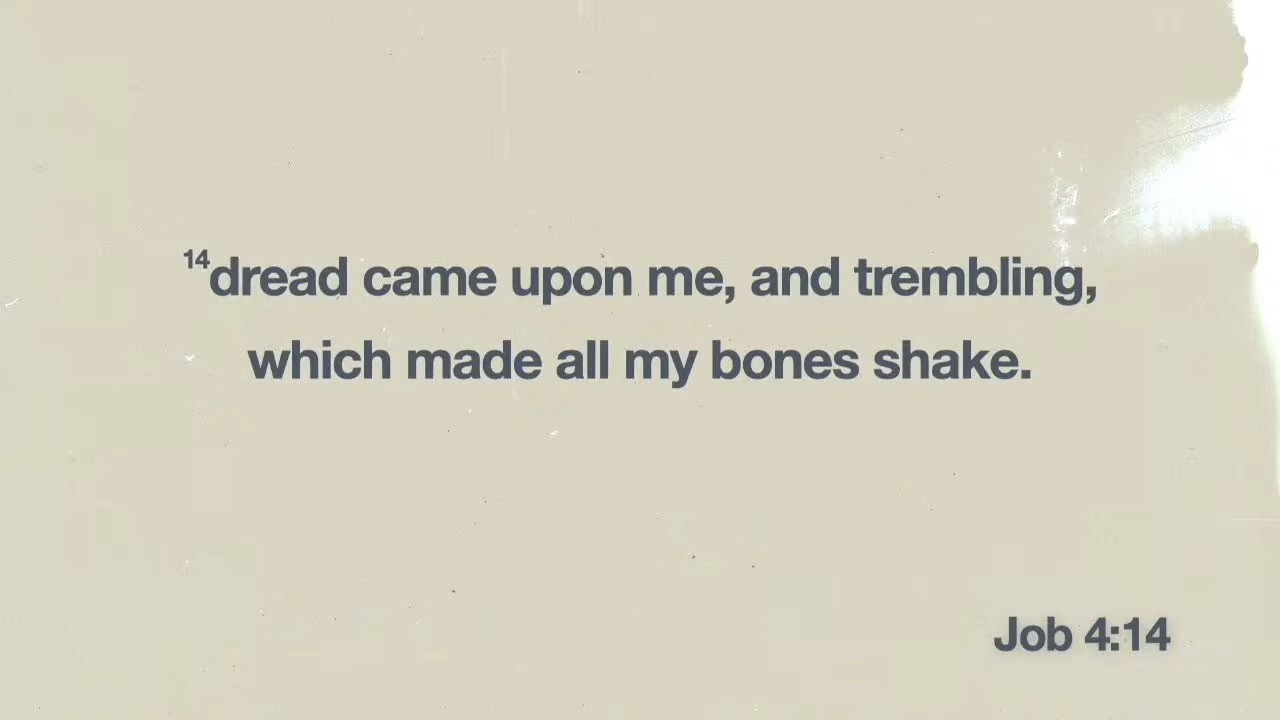 14dread came upon me, and trembling,
which made all my bones shake.
Job 4:14